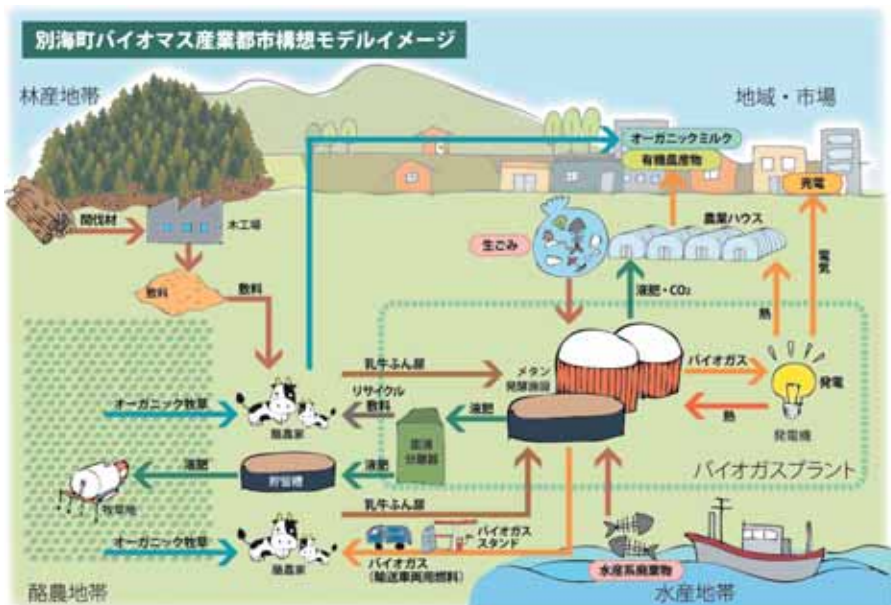 別海町バイオマス産業都市構想モデルイメージ
林産地帯
地域・市場
オーガニックミルク
有機農産物
売電
間伐材
木工場
生ごみ
農業ハウス
電気
敷料
敷料
液肥・CO₂
熱
乳牛ふん尿
メタン
発酵施設
バイオガス
発電
リサイクル
敷料
オーガニック牧草
酪農家
液肥
熱
発電機
固液
分離器
液肥
貯留槽
液肥
バイオガスプラント
牧草地
乳牛ふん尿
オーガニック牧草
酪農家
バイオガス
スタンド
バイオガス
(輸送車両用燃料)
水産系廃棄物
酪農地帯
水産地帯